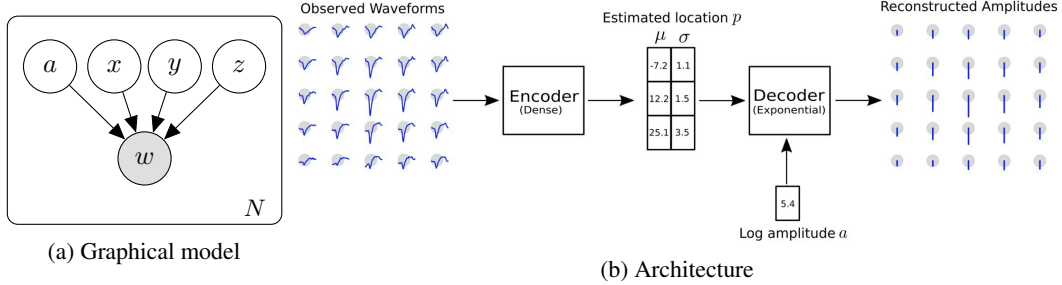 a x y z
w
N
(a) Graphical model
Observed Waveforms
Encoder
(Dense)
Estimated location p
μ σ
-7.2 1.1
12.2 1.5
25.1 3.5
Decoder
(Exponential)
5.4
Log amplitude a
Reconstructed Amplitudes
(b) Architecture